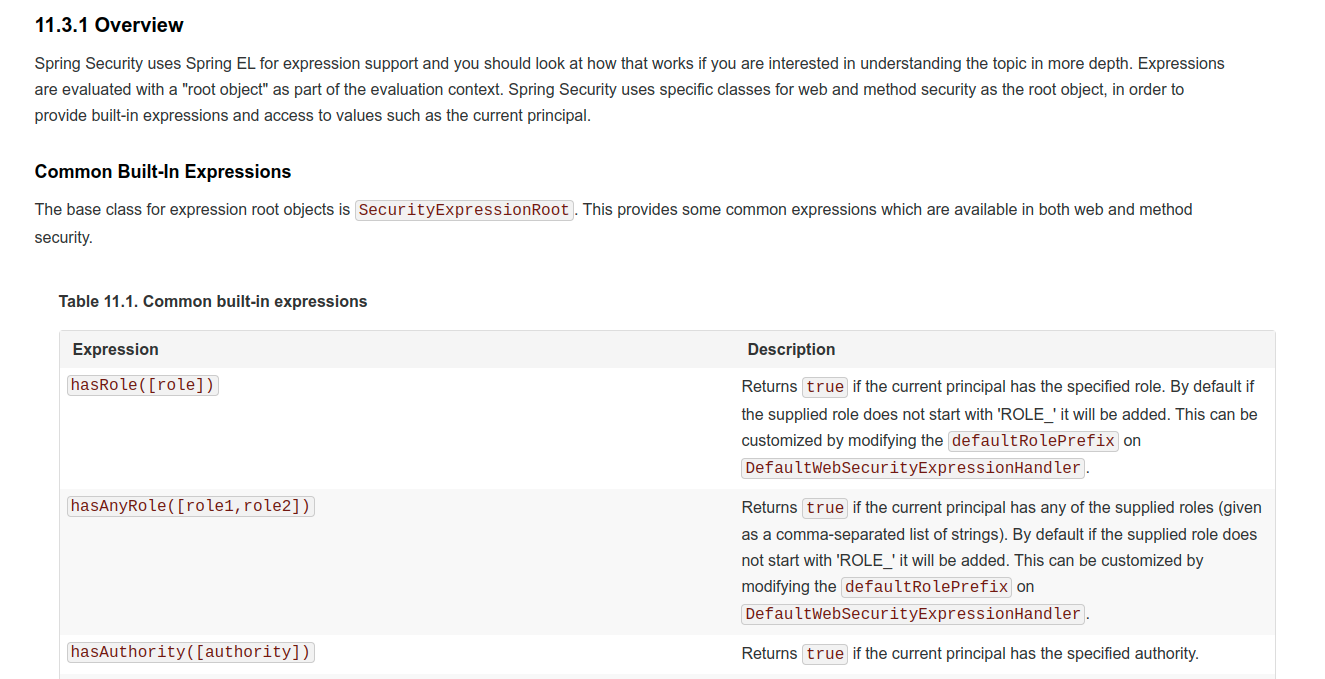 11.3.1 Overview
Spring Security uses Spring EL for expression support and you should look at how that works if you are interested in understanding the topic in more depth. Expressions
are evaluated with a "root object" as part of the evaluation context. Spring Security uses specific classes for web and method security as the root object, in order to
provide built-in expressions and access to values such as the current principal.
Common Built-In Expressions
The base class for expression root objects is SecurityExpressionRoot. This provides some common expressions which are available in both web and method
security.
Table 11.1. Common built-in expressions
Expression Description
hasRole([role]) Returns true if the current principal has the specified role. By default if
the supplied role does not start with 'ROLE_' it will be added. This can be
customized by modifying the defaultRolePrefix on
DefaultWebSecurityExpressionHandler.
hasAnyRole([role1,role2]) Returns true if the current principal has any of the supplied roles (given
as a comma-separated list of strings). By default if the supplied role does
not start with 'ROLE_' it will be added. This can be customized by
modifying the defaultRolePrefix on
DefaultWebSecurityExpressionHandler.
hasAuthority([authority]) Returns true if the current principal has the specified authority.